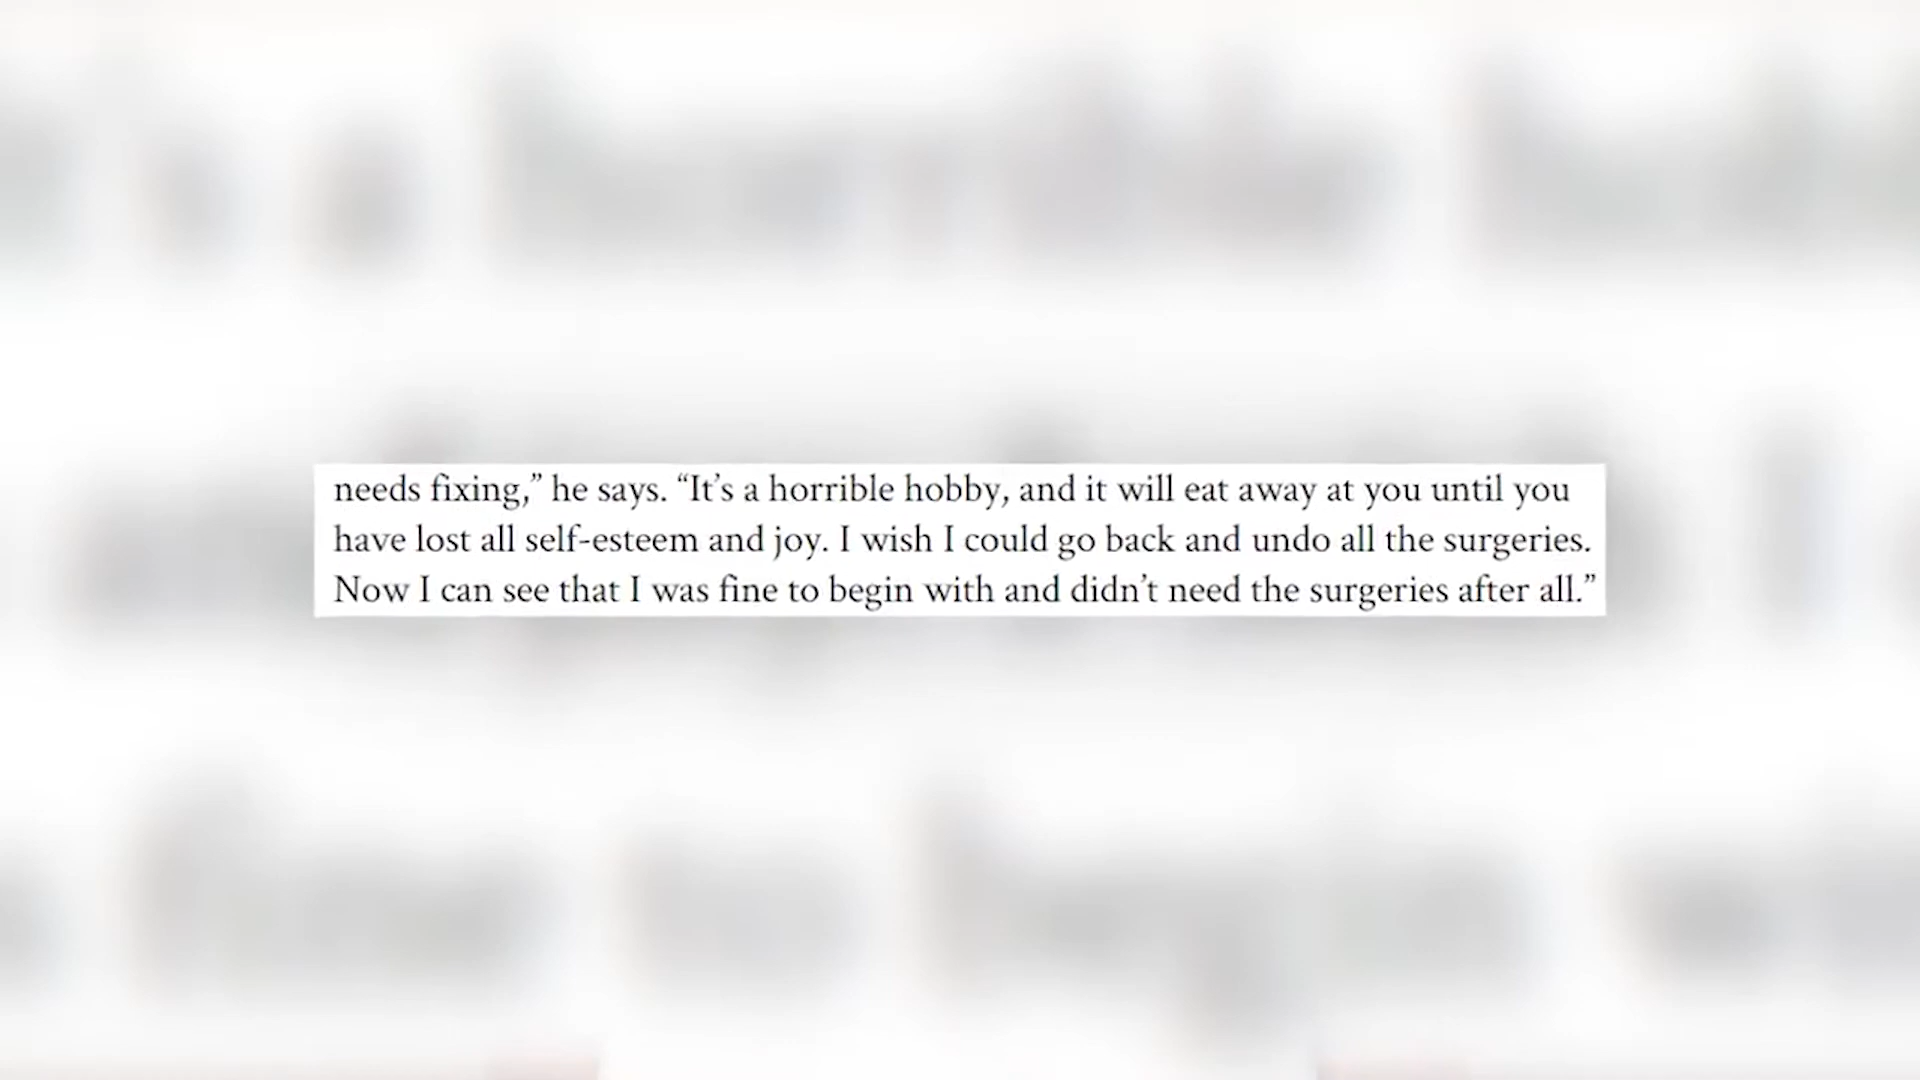 needs fixing,” he says. “It’s a horrible hobby, and it will eat away at you until you
have lost all self-esteem and joy. I wish I could go back and undo all the surgeries.
Now I can see that I was fine to begin with and didn’t need the surgeries after all.”